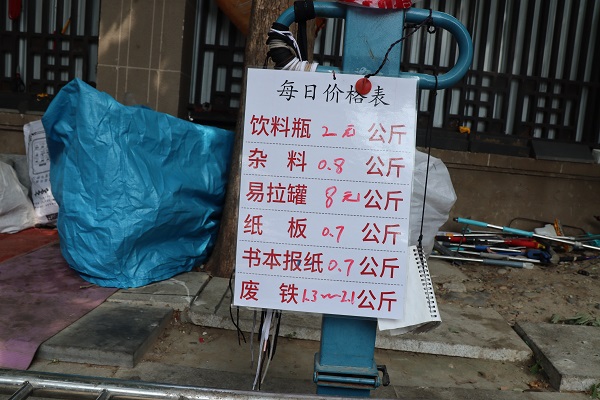 每日价格表
饮料瓶 2元 公斤
杂料 0.8 公斤
易拉罐 8元 公斤
纸板 0.7 公斤
书本报纸 0.7 公斤
废铁 1.3～2.1 公斤